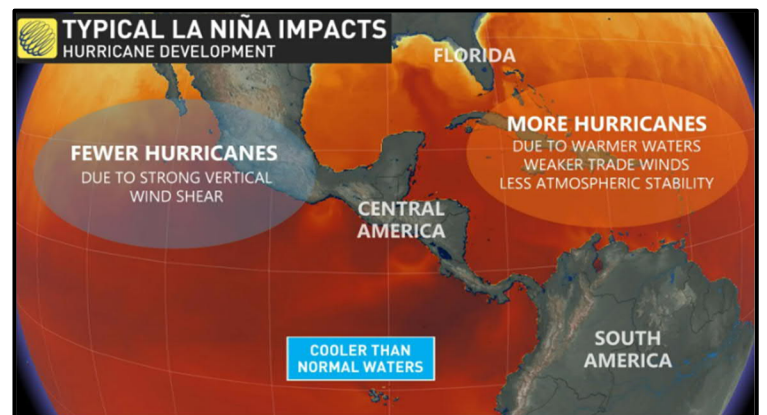 TYPICAL LA NIÑA IMPACTS
HURRICANE DEVELOPMENT
FLORIDA
FEWER HURRICANES
DUE TO STRONG VERTICAL
WIND SHEAR
MORE HURRICANES
DUE TO WARMER WATERS
WEAKER TRADE WINDS
LESS ATMOSPHERIC STABILITY
CENTRAL
AMERICA
COOLER THAN
NORMAL WATERS
SOUTH
AMERICA